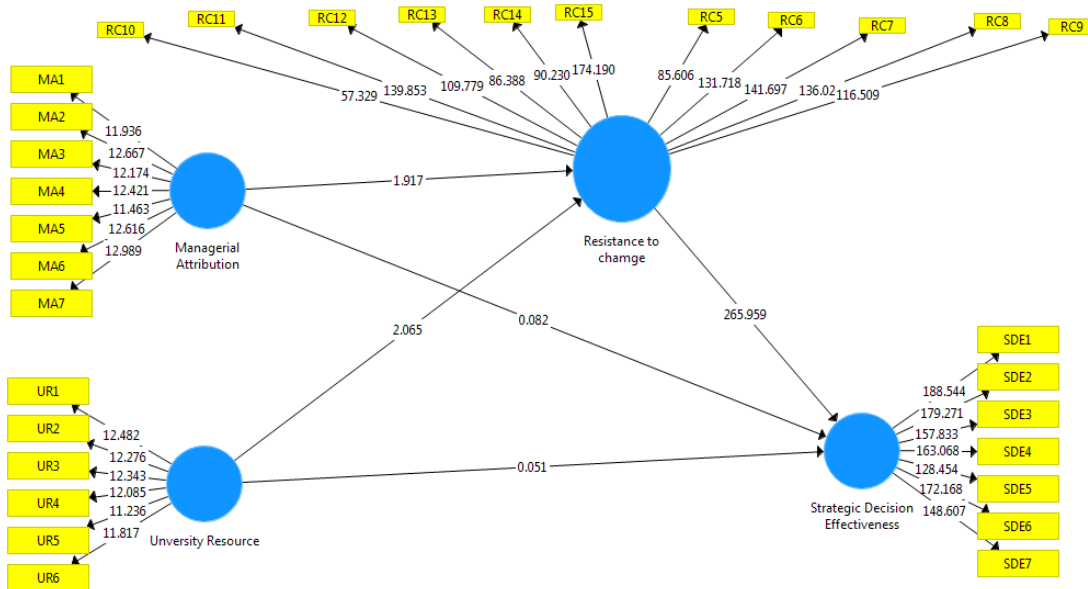 RC10
RC11
RC12
RC13
RC14
RC15
RC5
RC6
RC7
RC8
RC9
57.329
139.853
109.779
86.388
90.230
174.190
85.606
131.718
141.697
136.02
116.509
MA1
MA2
MA3
MA4
MA5
MA6
MA7
11.936
12.667
12.174
12.421
11.463
12.616
12.989
Managerial
Attribution
1.917
Resistance to
chamge
2.065
0.082
265.959
UR1
UR2
UR3
UR4
UR5
UR6
12.482
12.276
12.343
12.085
11.236
11.817
Unversity Resource
0.051
Strategic Decision
Effectiveness
188.544
179.271
157.833
163.068
128.454
172.168
148.607
SDE1
SDE2
SDE3
SDE4
SDE5
SDE6
SDE7